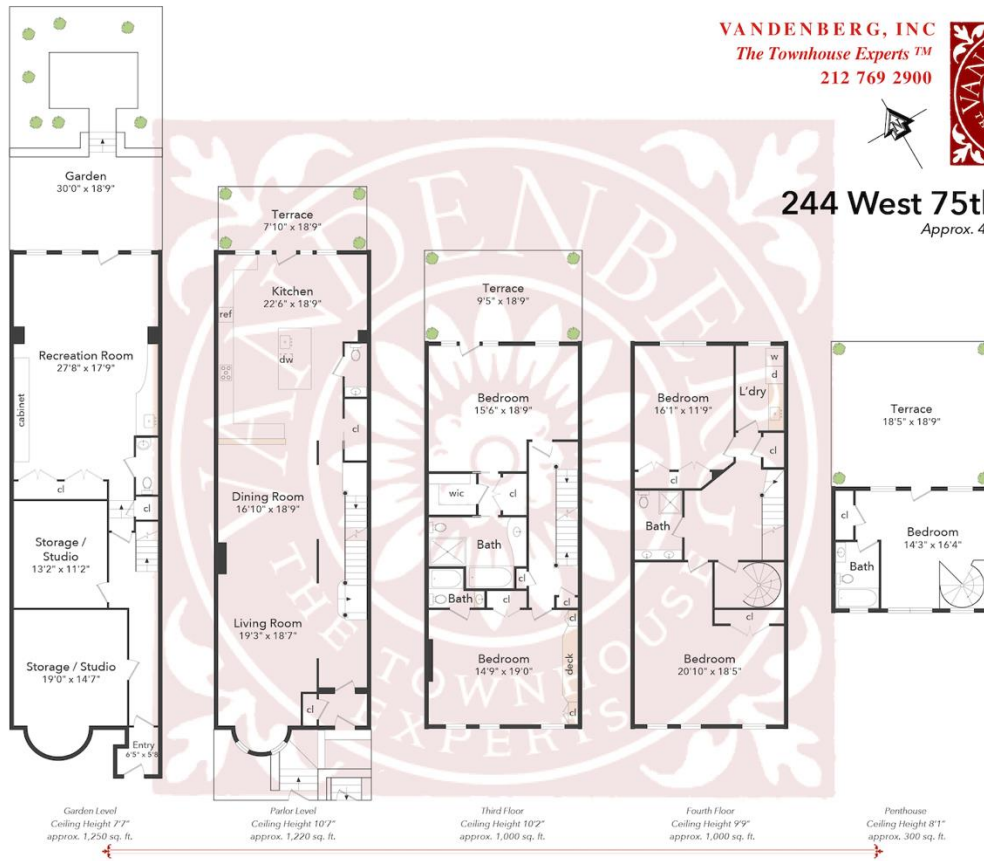 VANDENBERG, INC
The Townhouse Experts ™
212 769 2900
244 West 75th
Approx. 4
Garden
30'0" x 18'9"
Recreation Room
27'8" x 17'9"
cabinet
cl
cl
Storage /
Studio
13'2" x 11'2"
Storage / Studio
19'0" x 14'7"
Entry
6'5" x 5'8
Garden Level
Ceiling Height 7'7"
approx. 1,250 sq. ft.
Terrace
7'10" x 18'9"
Kitchen
22'6" x 18'9"
ref
dw
cl
Dining Room
16'10" x 18'9"
Living Room
19'3" x 18'7"
cl
Parlor Level
Ceiling Height 10'7"
approx. 1,220 sq. ft.
Terrace
9'5" x 18'9"
Bedroom
15'6" x 18'9"
wic
cl
Bath
cl
Bath
cl
cl
cl
Bedroom
14'9" x 19'0"
deck
cl
Third Floor
Ceiling Height 10'2"
approx. 1,000 sq. ft.
Bedroom
16'1" x 11'9"
L'dry
w
d
cl
cl
Bath
cl
Bedroom
20'10" x 18'5"
Fourth Floor
Ceiling Height 9'9"
approx. 1,000 sq. ft.
Terrace
18'5" x 18'9"
cl
Bedroom
14'3" x 16'4"
Bath
Penthouse
Ceiling Height 8'1"
approx. 300 sq. ft.
VANDENBERG
THE TOWNHOUSE
EXPERTS
VAN
TH